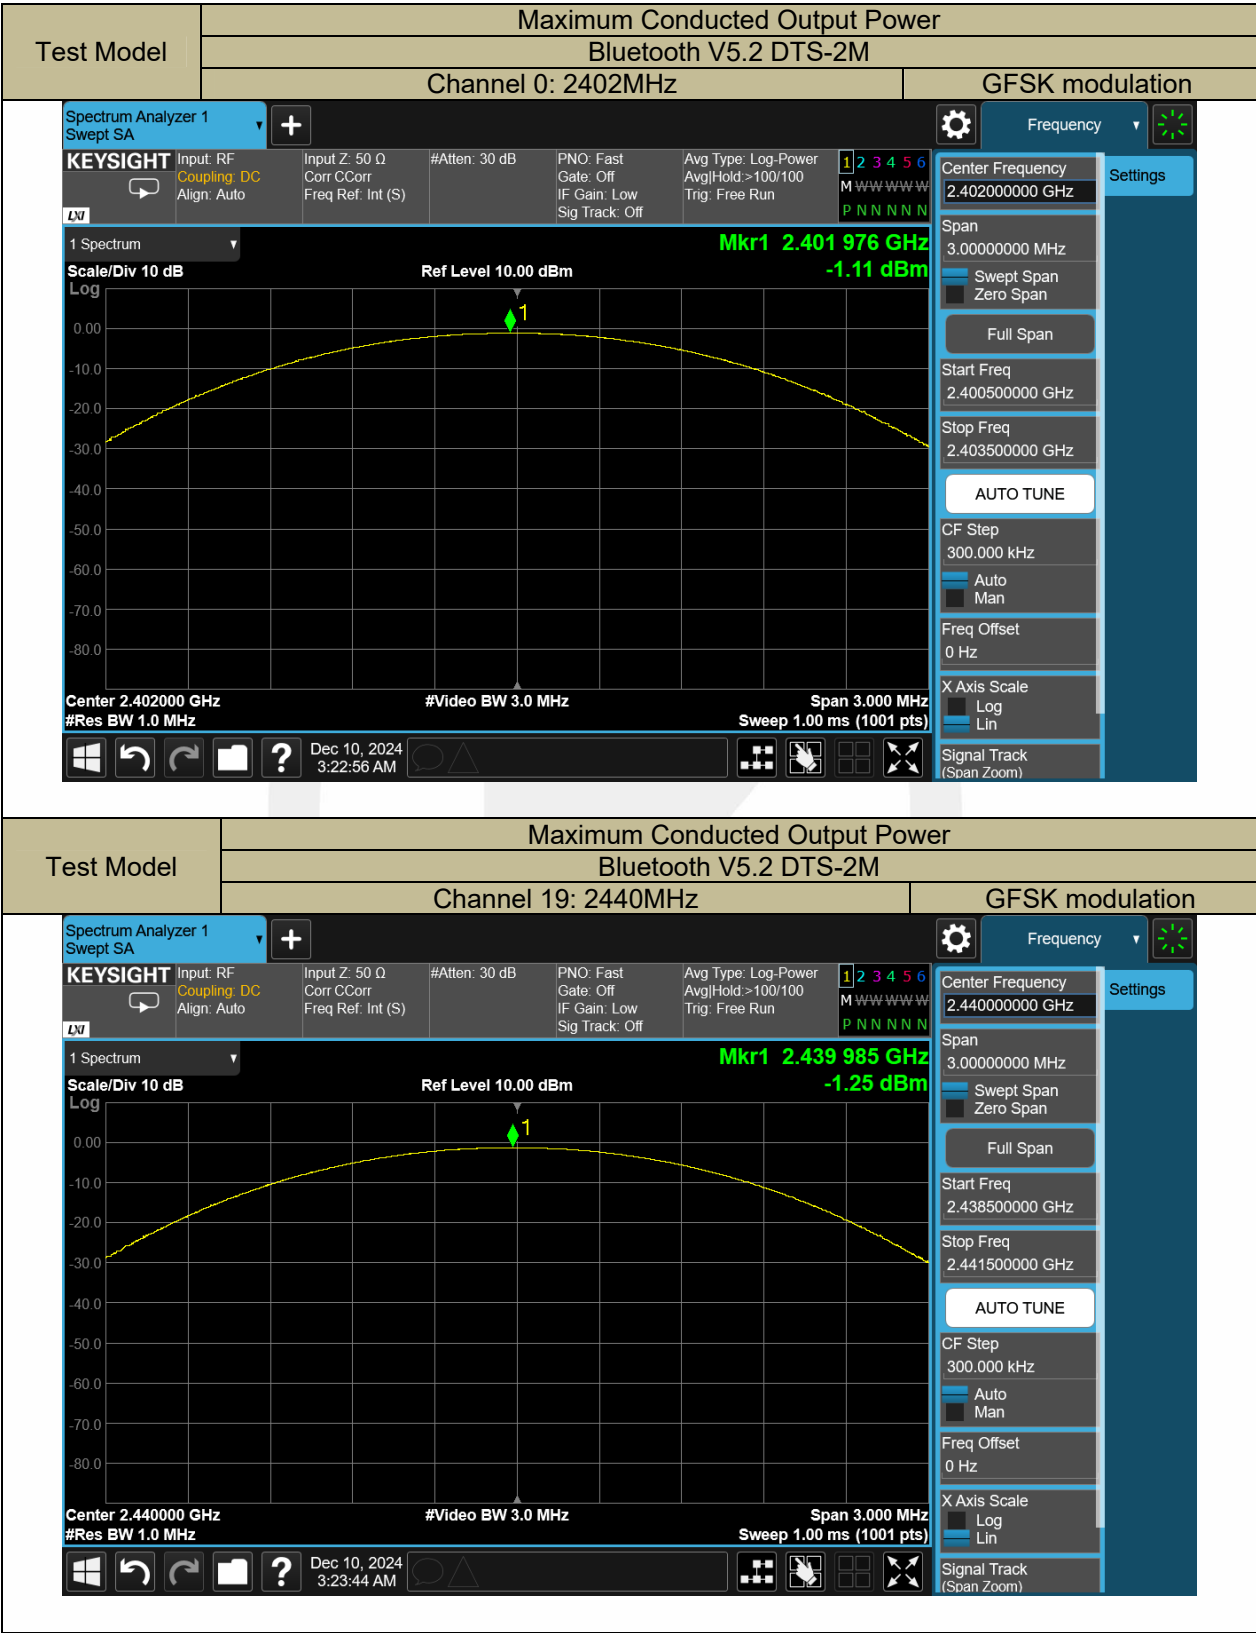 Test Model
Maximum Conducted Output Power
Bluetooth V5.2 DTS-2M
Channel 0: 2402MHz
GFSK modulation
Spectrum Analyzer 1
Swept SA
Frequency
KEYSIGHT
LXI
Input: RF
Coupling: DC
Align: Auto
Input Z: 50 Ω
Corr CCorr
Freq Ref: Int (S)
#Atten: 30 dB
PNO: Fast
Gate: Off
IF Gain: Low
Sig Track: Off
Avg Type: Log-Power
Avg|Hold:>100/100
Trig: Free Run
1 2 3 4 5 6
M W W W W W
P N N N N N
1 Spectrum
Mkr1 2.401 976 GHz
-1.11 dBm
Scale/Div 10 dB
Ref Level 10.00 dBm
Log
1
0.00
-10.0
-20.0
-30.0
-40.0
-50.0
-60.0
-70.0
-80.0
Center 2.402000 GHz
#Video BW 3.0 MHz
Span 3.000 MHz
#Res BW 1.0 MHz
Sweep 1.00 ms (1001 pts)
Dec 10, 2024
3:22:56 AM
Center Frequency
2.402000000 GHz
Settings
Span
3.00000000 MHz
Swept Span
Zero Span
Full Span
Start Freq
2.400500000 GHz
Stop Freq
2.403500000 GHz
AUTO TUNE
CF Step
300.000 kHz
Auto
Man
Freq Offset
0 Hz
X Axis Scale
Log
Lin
Signal Track
(Span Zoom)
Test Model
Maximum Conducted Output Power
Bluetooth V5.2 DTS-2M
Channel 19: 2440MHz
GFSK modulation
Spectrum Analyzer 1
Swept SA
Frequency
KEYSIGHT
LXI
Input: RF
Coupling: DC
Align: Auto
Input Z: 50 Ω
Corr CCorr
Freq Ref: Int (S)
#Atten: 30 dB
PNO: Fast
Gate: Off
IF Gain: Low
Sig Track: Off
Avg Type: Log-Power
Avg|Hold:>100/100
Trig: Free Run
1 2 3 4 5 6
M W W W W W
P N N N N N
1 Spectrum
Mkr1 2.439 985 GHz
-1.25 dBm
Scale/Div 10 dB
Ref Level 10.00 dBm
Log
1
0.00
-10.0
-20.0
-30.0
-40.0
-50.0
-60.0
-70.0
-80.0
Center 2.440000 GHz
#Video BW 3.0 MHz
Span 3.000 MHz
#Res BW 1.0 MHz
Sweep 1.00 ms (1001 pts)
Dec 10, 2024
3:23:44 AM
Center Frequency
2.440000000 GHz
Settings
Span
3.00000000 MHz
Swept Span
Zero Span
Full Span
Start Freq
2.438500000 GHz
Stop Freq
2.441500000 GHz
AUTO TUNE
CF Step
300.000 kHz
Auto
Man
Freq Offset
0 Hz
X Axis Scale
Log
Lin
Signal Track
(Span Zoom)